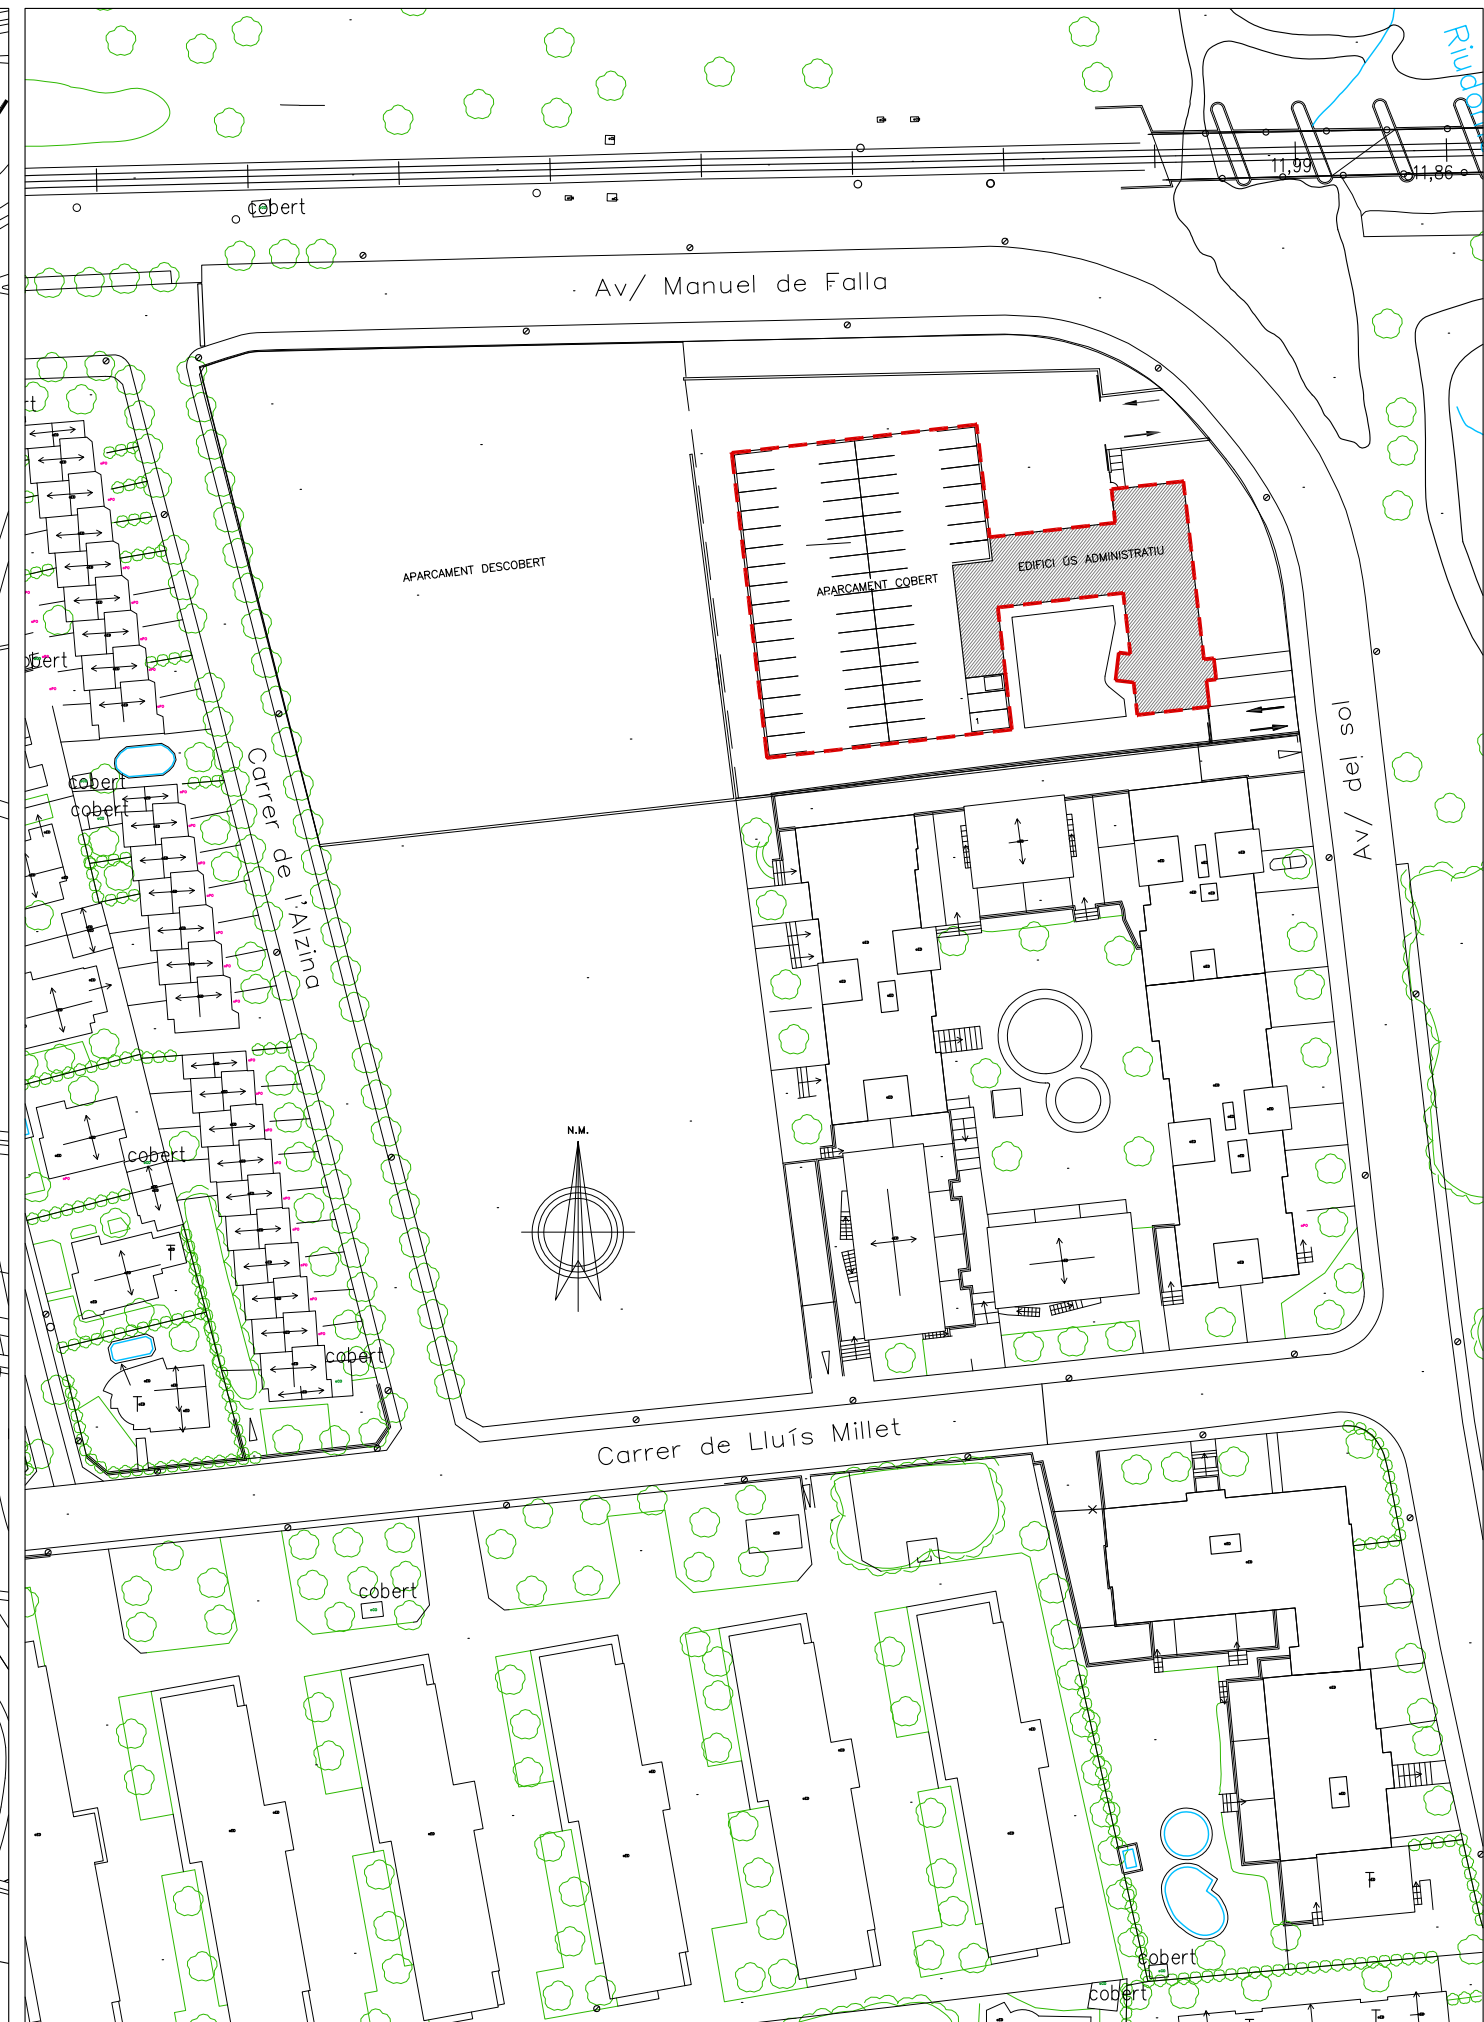 11,99
11,86
cobert
Av/ Manuel de Falla
APARCAMENT DESCOBERT
APARCAMENT COBERT
EDIFICI ÚS ADMINISTRATIU
1
Av/ del sol
cobert
cobert
Carrer de l'Alzina
N.M.
cobert
cobert
Carrer de Lluís Millet
cobert
cobert
cobert